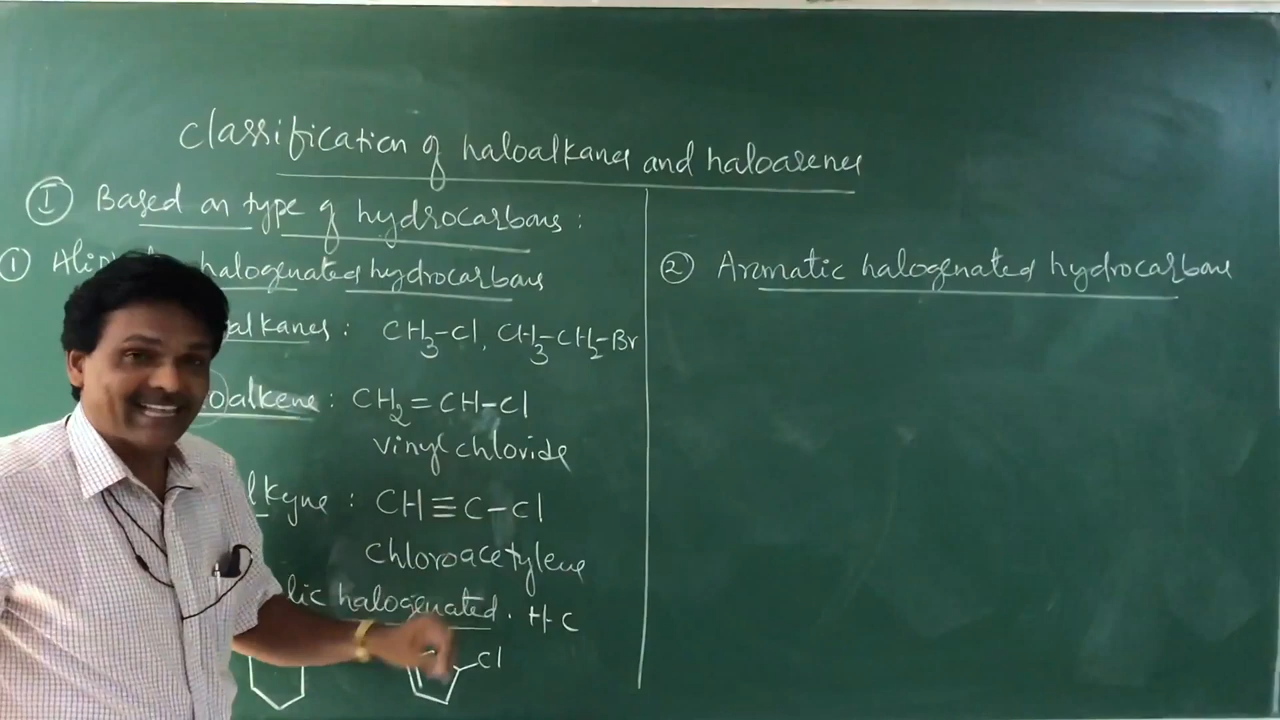 Classification of haloalkanes and haloarenes
I Based on type of hydrocarbons :
1 halogenated hydrocarbons
alkanes : CH3-Cl, CH3-CH2-Br
oalkene : CH2=CH-Cl
Vinyl chloride
lkyne : CH≡C-Cl
Chloroacetylene
lic halogenated. H-C
Cl
2 Aromatic halogenated hydrocarbons